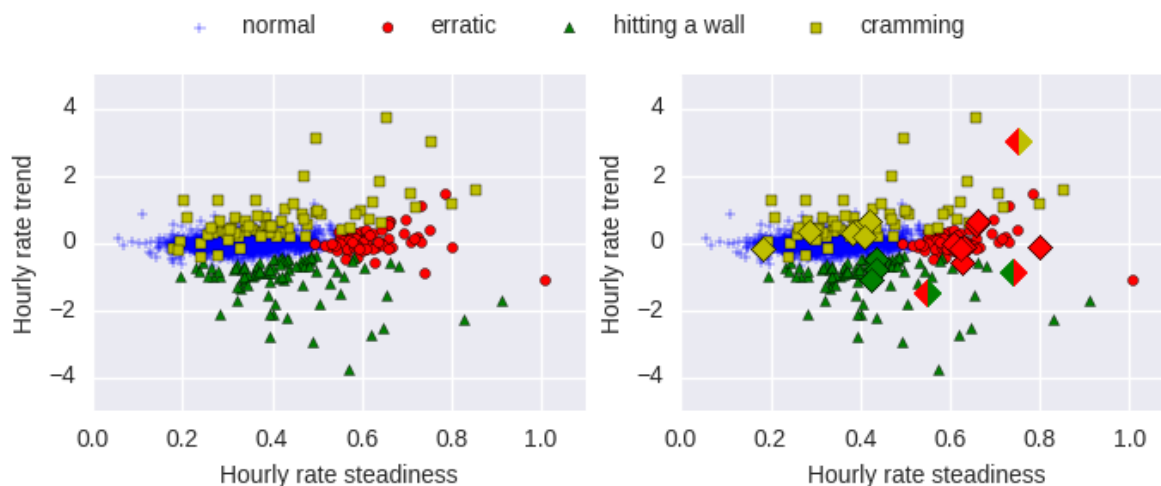 normal erratic hitting a wall cramming
Hourly rate trend
4
2
0
−2
−4
0.0 0.2 0.4 0.6 0.8 1.0
Hourly rate steadiness
Hourly rate trend
4
2
0
−2
−4
0.0 0.2 0.4 0.6 0.8 1.0
Hourly rate steadiness